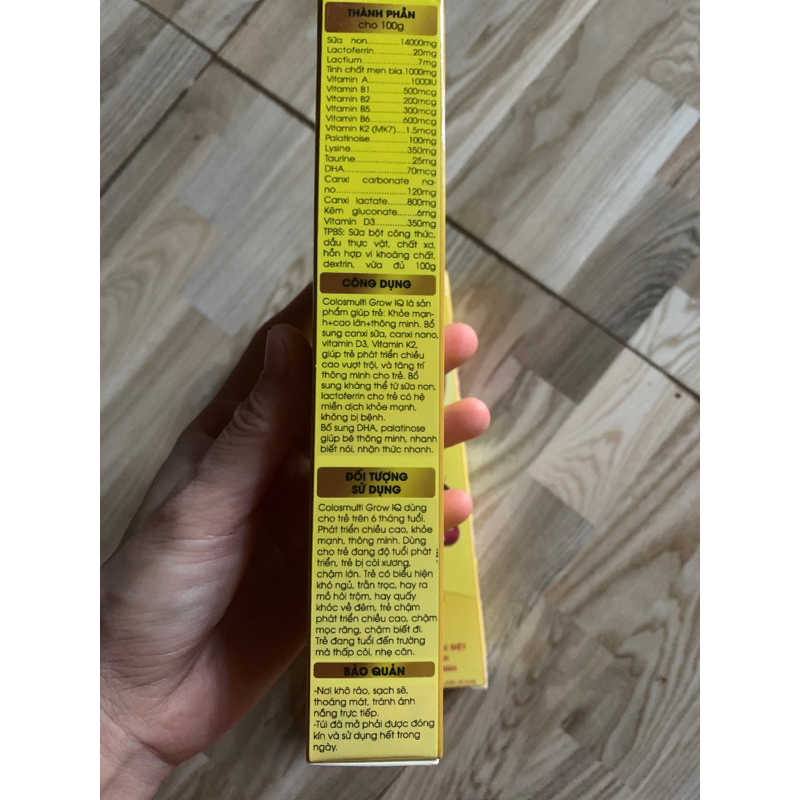 THÀNH PHẦN
cho 100g
Sữa non.............14000mg
Lactoferrin............20mg
Lactium...............7mg
Tinh chất men bia.1000mg
Vitamin A...............1000IU
Vitamin B1...........500mcg
Vitamin B2...........200mcg
Vitamin B5...........300mcg
Vitamin B6...........600mcg
Vitamin K2 (MK7)....1.5mcg
Palatinoise............100mg
Lysine....................350mg
Taurine..................25mg
DHA......................70mcg
Canxi carbonate na-
no.......................120mg
Canxi lactate........800mg
Kẽm gluconate.......6mg
Vitamin D3...........350mg
TPBS: Sữa bột công thức,
dầu thực vật, chất xơ,
hỗn hợp vi khoáng chất,
dextrin, vừa đủ 100g
CÔNG DỤNG
Colosmulti Grow IQ là sản
phẩm giúp trẻ: Khỏe mạn-
h+cao lớn+thông minh. Bổ
sung canxi sữa, canxi nano,
vitamin D3, Vitamin K2,
giúp trẻ phát triển chiều
cao vượt trội, và tăng trí
thông minh cho trẻ. Bổ
sung kháng thể từ sữa non,
lactoferrin cho trẻ có hệ
miễn dịch khỏe mạnh,
không bị bệnh.
Bổ sung DHA, palatinose
giúp bé thông minh, nhanh
biết nói, nhận thức nhanh.
ĐỐI TƯỢNG
SỬ DỤNG
Colosmulti Grow IQ dùng
cho trẻ trên 6 tháng tuổi.
Phát triển chiều cao, khỏe
mạnh, thông minh. Dùng
cho trẻ đang độ tuổi phát
triển, trẻ bị còi xương,
chậm lớn. Trẻ có biểu hiện
khó ngủ, trằn trọc, hay ra
mồ hôi trộm, hay quấy
khóc về đêm, trẻ chậm
phát triển chiều cao, chậm
mọc răng, chậm biết đi.
Trẻ đang tuổi đến trường
mà thấp còi, nhẹ cân.
BẢO QUẢN
-Nơi khô ráo, sạch sẽ,
thoáng mát, tránh ánh
nắng trực tiếp.
-Túi đã mở phải được đóng
kín và sử dụng hết trong
ngày.